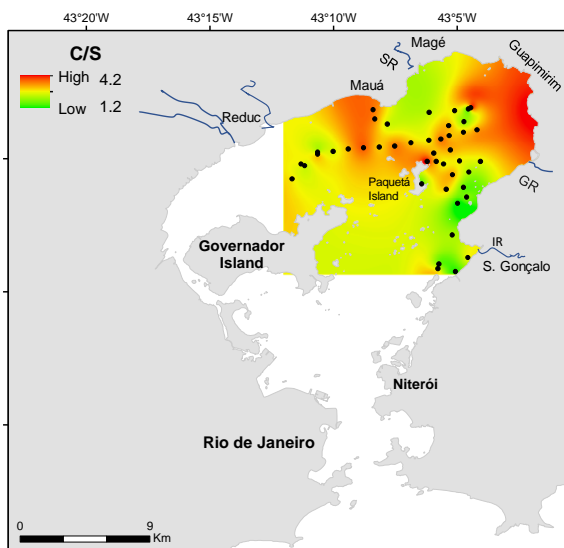 43°20'W 43°15'W 43°10'W 43°5'W
C/S
High 4.2
Low 1.2
Magé
SR
Guapimirim
Mauá
Reduc
GR
Paquetá
Island
Governador
Island
IR
S. Gonçalo
Niterói
Rio de Janeiro
0 9
Km